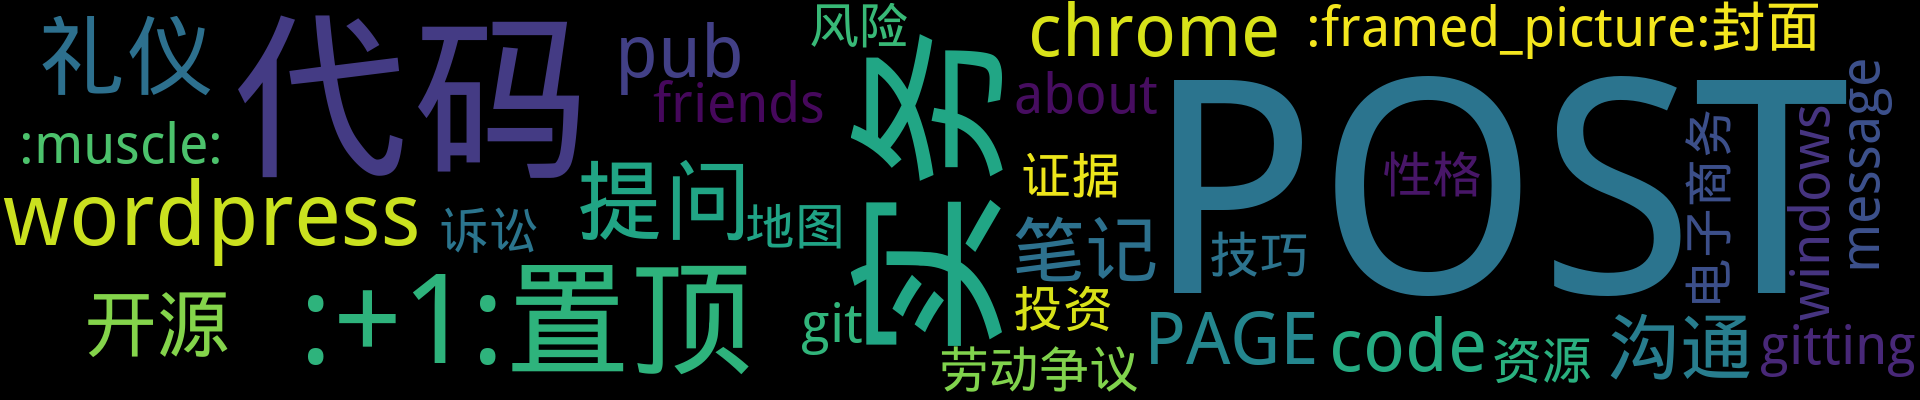 礼仪
代码
pub
friends
风险
chrome
:framed_picture:封面
:muscle:
wordpress
诉讼
提问
地图
实务
about
证据
笔记
技巧
POST
性格
电子商务
windows
message
开源
:+1:置顶
git
投资
劳动争议
PAGE
code
资源
沟通
gitting